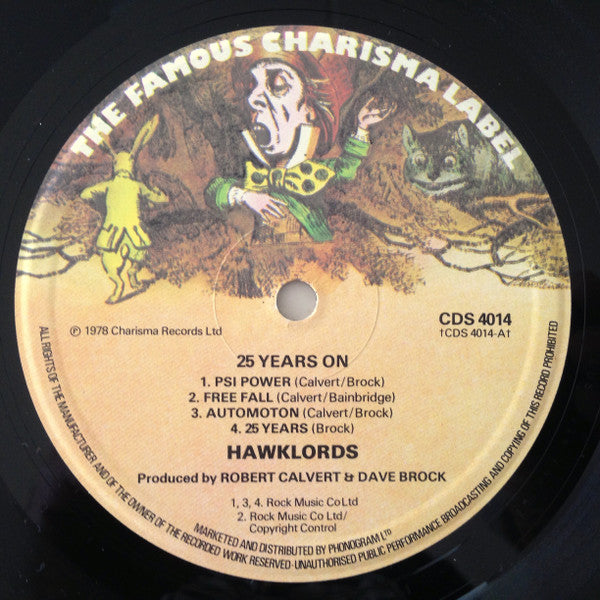 THE FAMOUS CHARISMA LABEL
℗ 1978 Charisma Records Ltd
CDS 4014
†CDS 4014-A†
25 YEARS ON
1. PSI POWER (Calvert/Brock)
2. FREE FALL (Calvert/Bainbridge)
3. AUTOMOTON (Calvert/Brock)
4. 25 YEARS (Brock)
HAWKLORDS
Produced by ROBERT CALVERT & DAVE BROCK
1, 3, 4. Rock Music Co Ltd
2. Rock Music Co Ltd/
Copyright Control
MARKETED AND DISTRIBUTED BY PHONOGRAM LTD
ALL RIGHTS OF THE MANUFACTURER AND OF THE OWNER OF THE RECORDED WORK RESERVED·UNAUTHORISED PUBLIC PERFORMANCE BROADCASTING AND COPYING OF THIS RECORD PROHIBITED